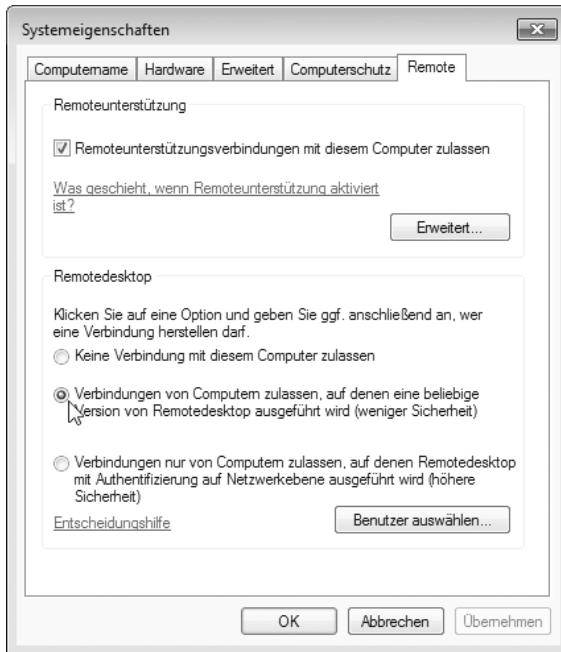 Systemeigenschaften
Computername Hardware Erweitert Computerschutz Remote
Remoteunterstützung
Remoteunterstützungsverbindungen mit diesem Computer zulassen
Was geschieht, wenn Remoteunterstützung aktiviert
ist?
Erweitert...
Remotedesktop
Klicken Sie auf eine Option und geben Sie ggf. anschließend an, wer
eine Verbindung herstellen darf.
Keine Verbindung mit diesem Computer zulassen
Verbindungen von Computern zulassen, auf denen eine beliebige
Version von Remotedesktop ausgeführt wird (weniger Sicherheit)
Verbindungen nur von Computern zulassen, auf denen Remotedesktop
mit Authentifizierung auf Netzwerkebene ausgeführt wird (höhere
Sicherheit)
Entscheidungshilfe
Benutzer auswählen...
OK Abbrechen Übernehmen